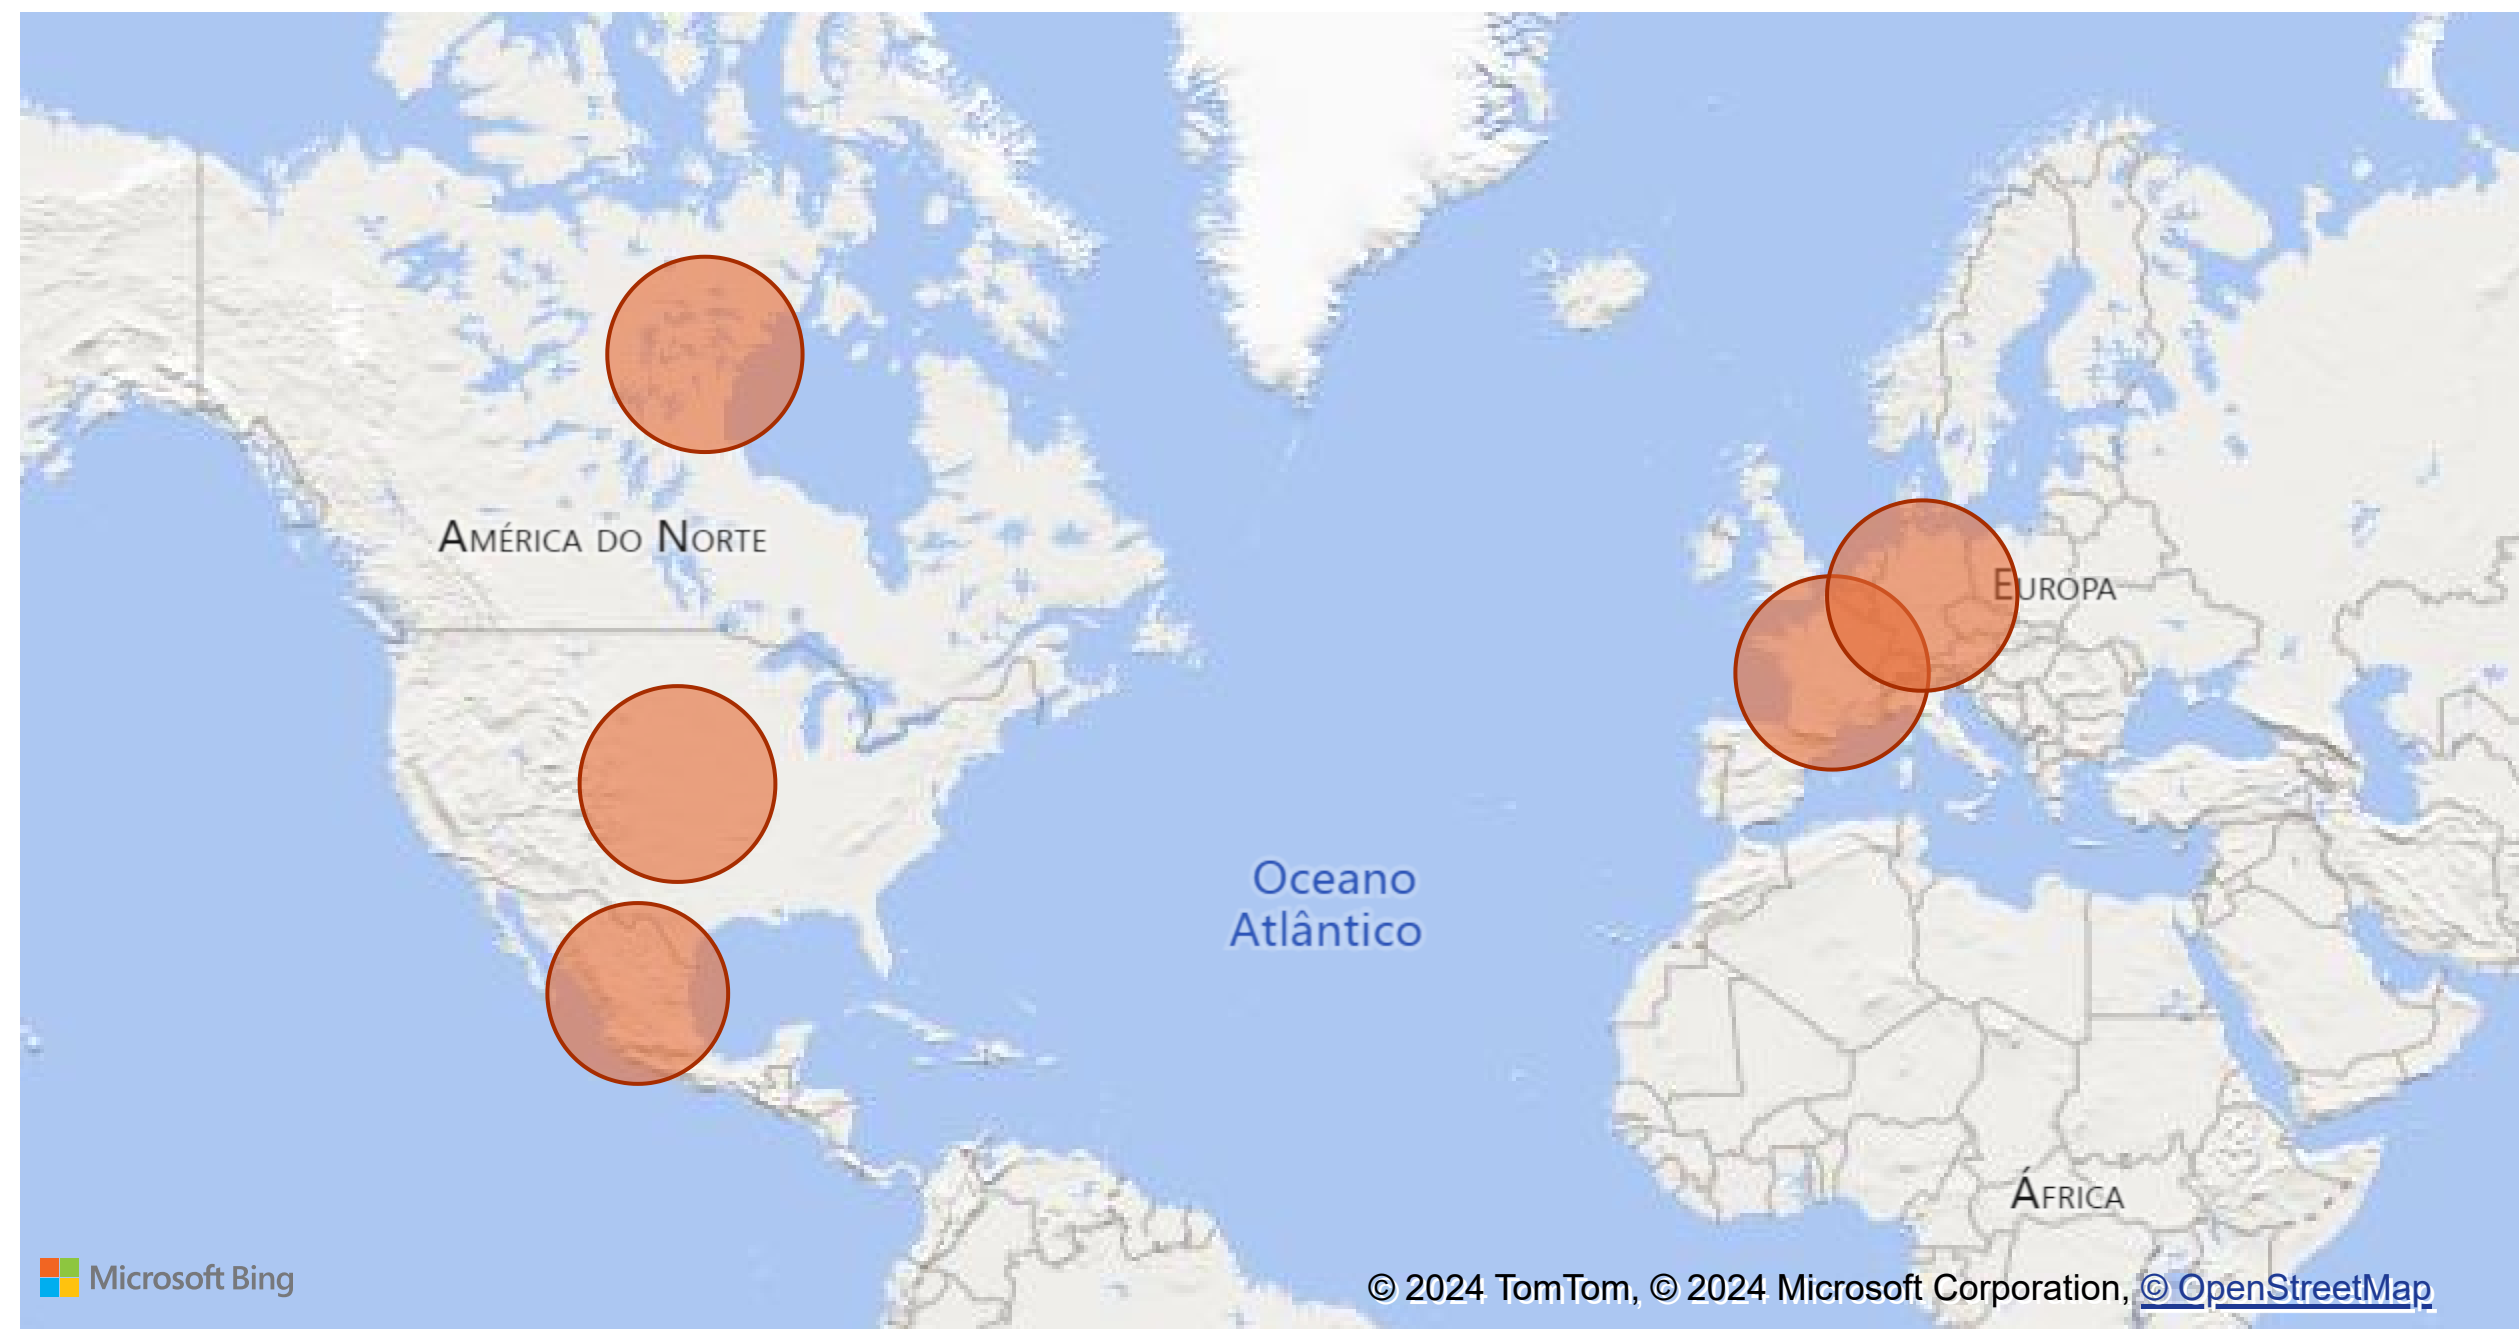 América do Norte
Europa
Oceano
Atlântico
África
Microsoft Bing
© 2024 TomTom, © 2024 Microsoft Corporation, © OpenStreetMap